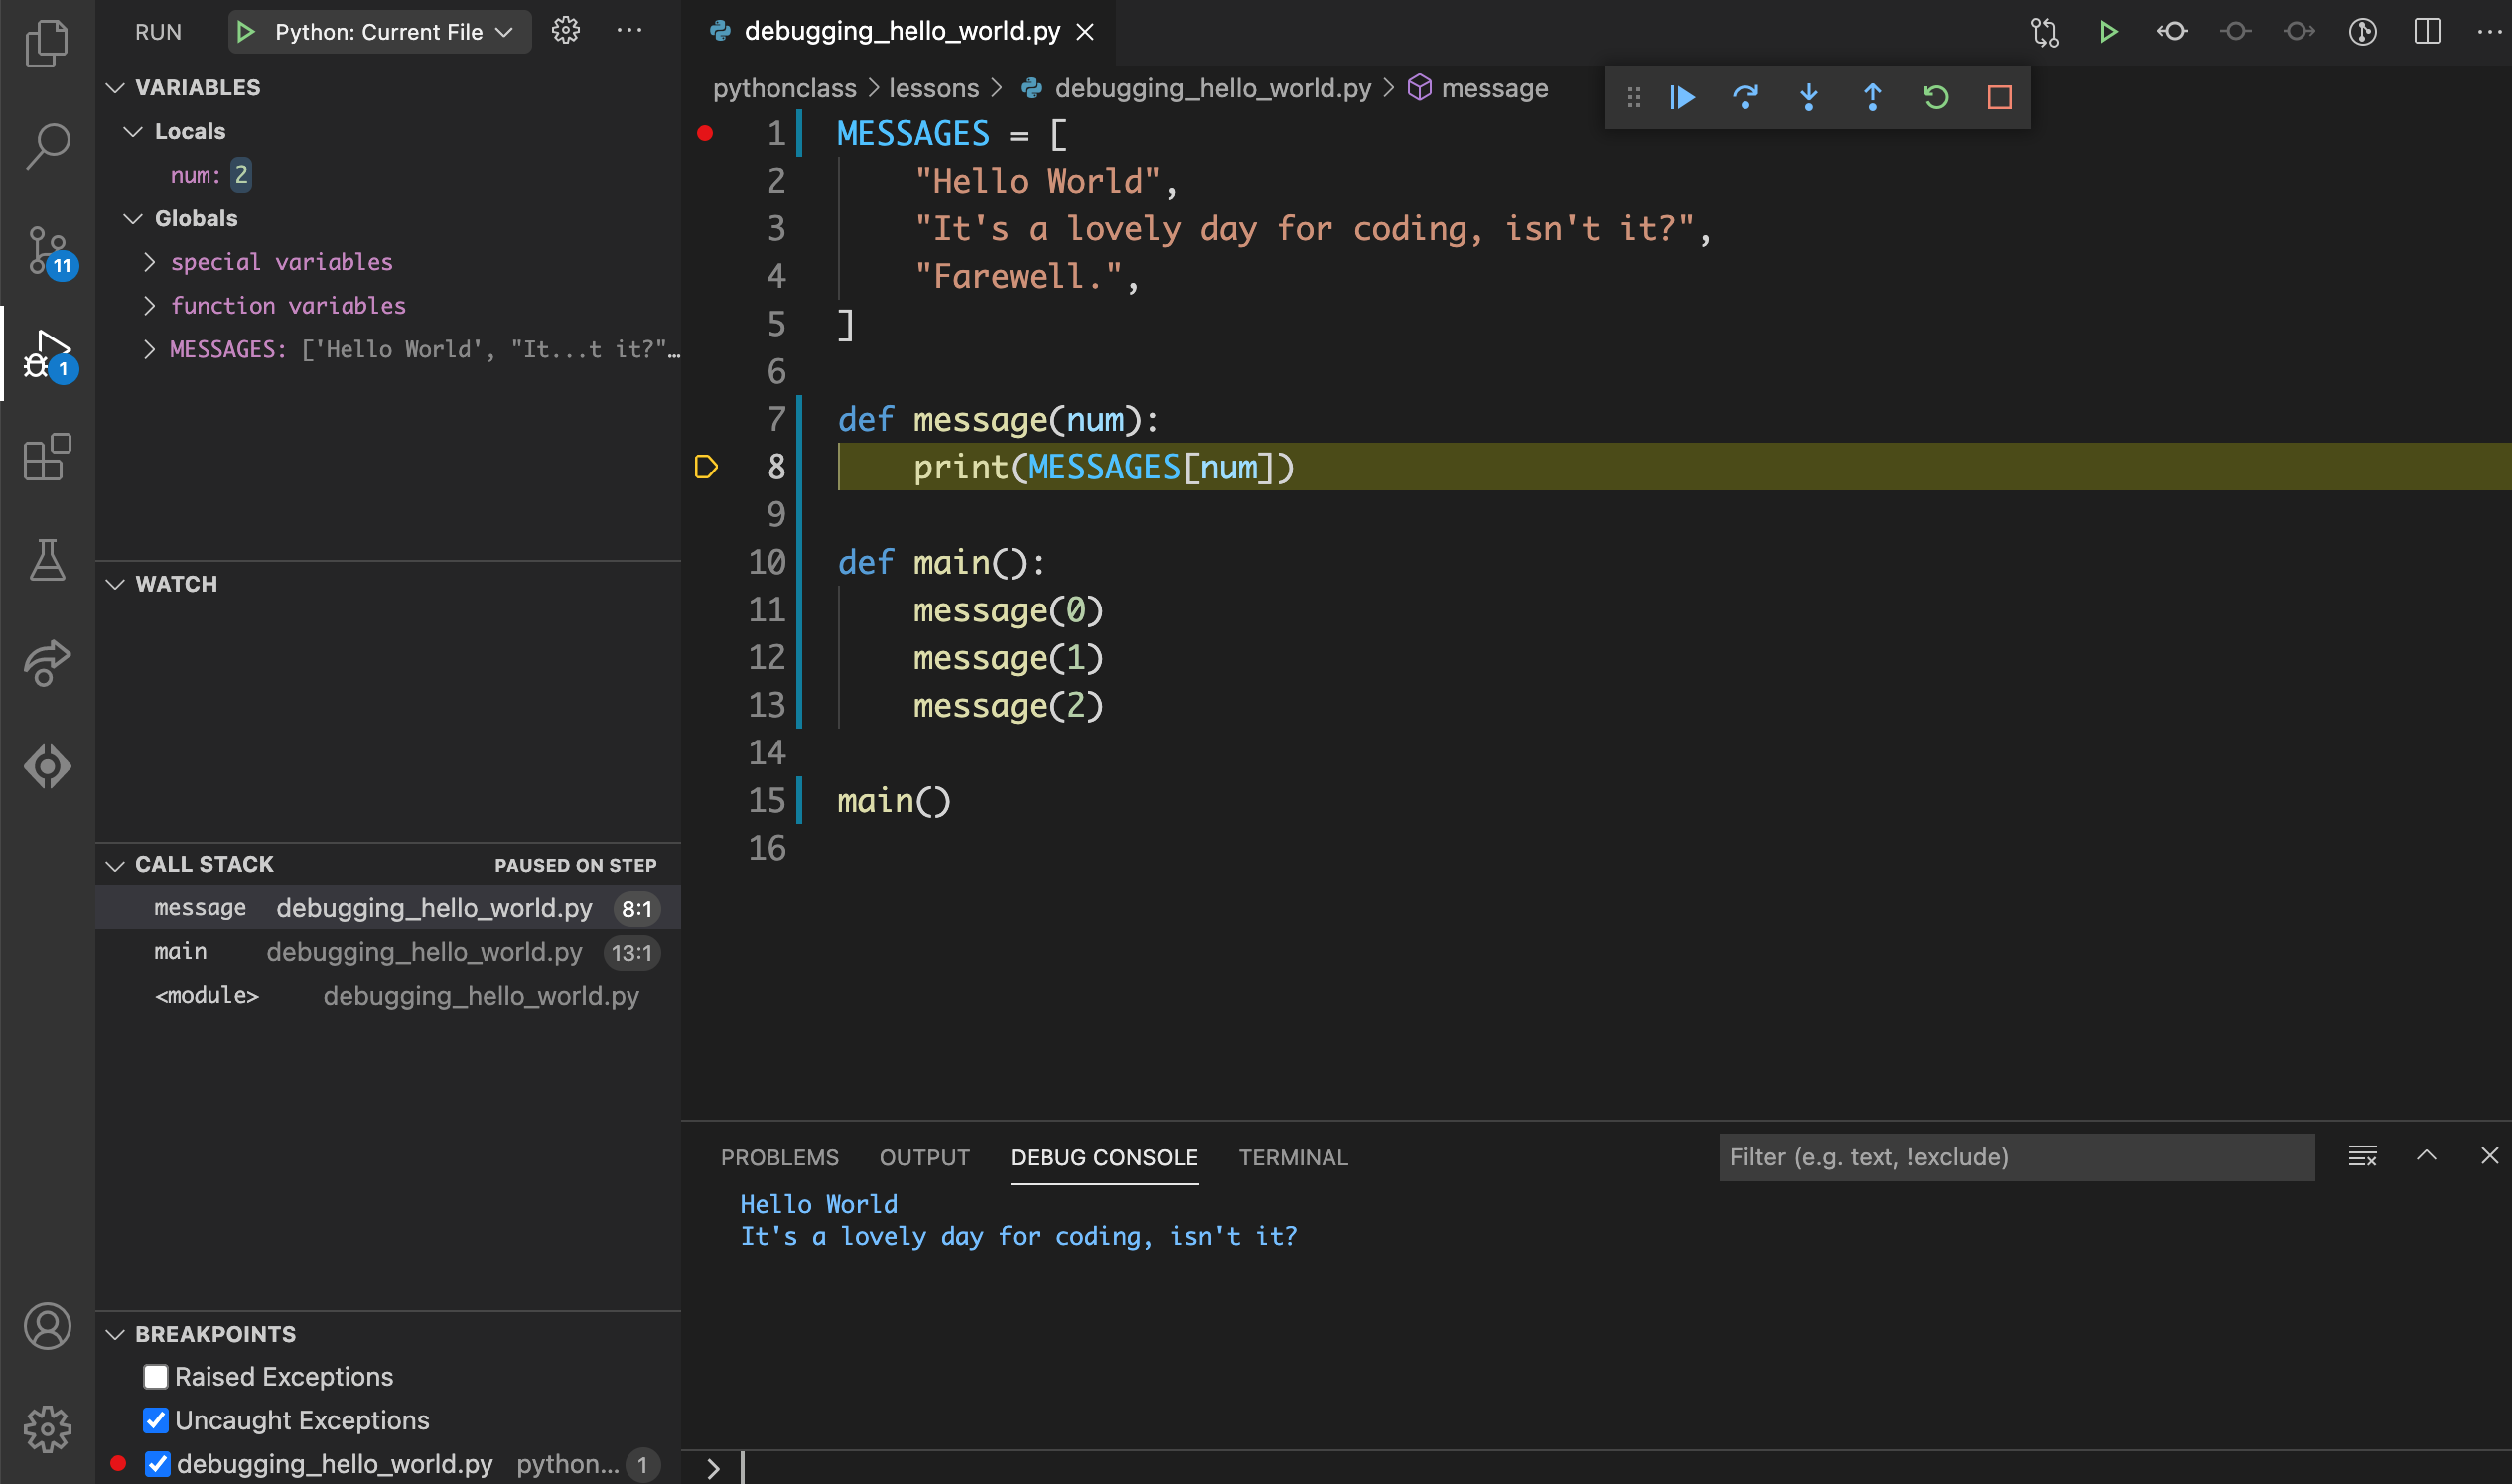 RUN Python: Current File
VARIABLES
Locals
num: 2
Globals
special variables
function variables
MESSAGES: ['Hello World', "It...t it?"…
WATCH
CALL STACK PAUSED ON STEP
message debugging_hello_world.py 8:1
main debugging_hello_world.py 13:1
<module> debugging_hello_world.py
BREAKPOINTS
Raised Exceptions
Uncaught Exceptions
debugging_hello_world.py python... 1
11
1
debugging_hello_world.py
pythonclass > lessons > debugging_hello_world.py > message
1 MESSAGES = [
2     "Hello World",
3     "It's a lovely day for coding, isn't it?",
4     "Farewell.",
5 ]
6
7 def message(num):
8     print(MESSAGES[num])
9
10 def main():
11     message(0)
12     message(1)
13     message(2)
14
15 main()
16
PROBLEMS OUTPUT DEBUG CONSOLE TERMINAL Filter (e.g. text, !exclude)
Hello World
It's a lovely day for coding, isn't it?